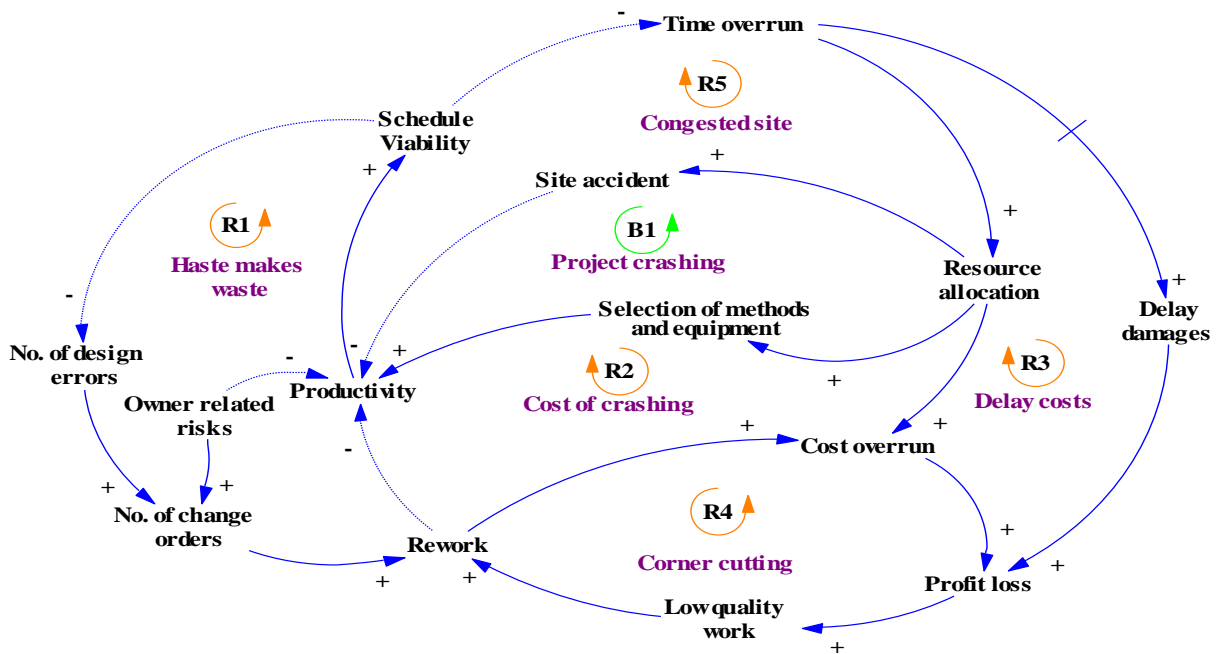 -
Time overrun
R5
Congested site
Schedule
Viability
+
+
Site accident
R1
Haste makes
waste
B1
Project crashing
+
+
Resource
allocation
Delay
damages
-
Selection of methods
and equipment
No. of design
errors
-
-
+
Productivity
R2
Cost of crashing
+
R3
Delay costs
Owner related
risks
-
+
+
Cost overrun
+
+
No. of change
orders
R4
Corner cutting
+
Rework
+
+
+
+
Profit loss
Low quality
work
+